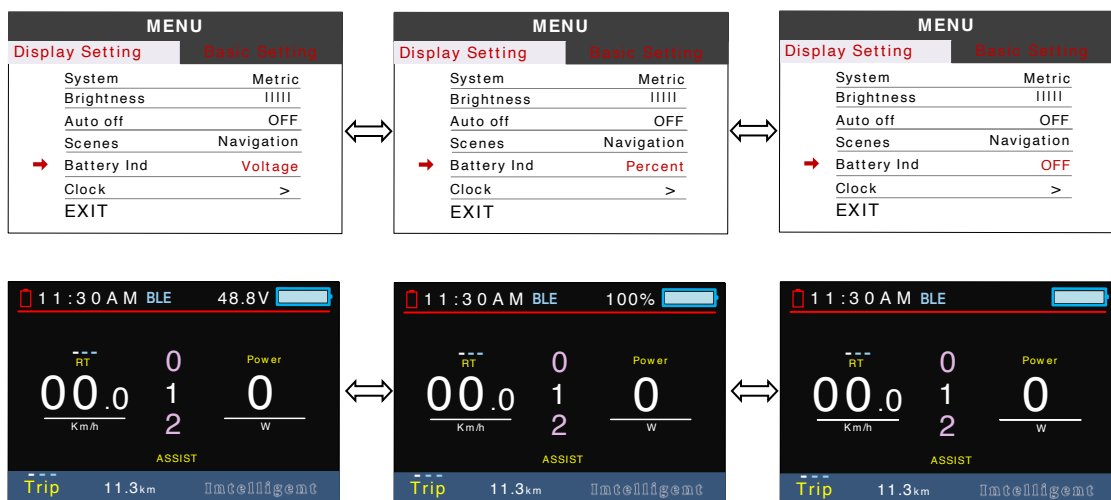 MENU
Display Setting Basic Setting
System Metric
Brightness IIIII
Auto off OFF
Scenes Navigation
Battery Ind Voltage
Clock >
EXIT
MENU
Display Setting Basic Setting
System Metric
Brightness IIIII
Auto off OFF
Scenes Navigation
Battery Ind Percent
Clock >
EXIT
MENU
Display Setting Basic Setting
System Metric
Brightness IIIII
Auto off OFF
Scenes Navigation
Battery Ind OFF
Clock >
EXIT
11:30AM BLE 48.8V
RT 0 Power
00.0 1 0
Km/h 2 W
ASSIST
Trip 11.3km Intelligent
11:30AM BLE 100%
RT 0 Power
00.0 1 0
Km/h 2 W
ASSIST
Trip 11.3km Intelligent
11:30AM BLE
RT 0 Power
00.0 1 0
Km/h 2 W
ASSIST
Trip 11.3km Intelligent